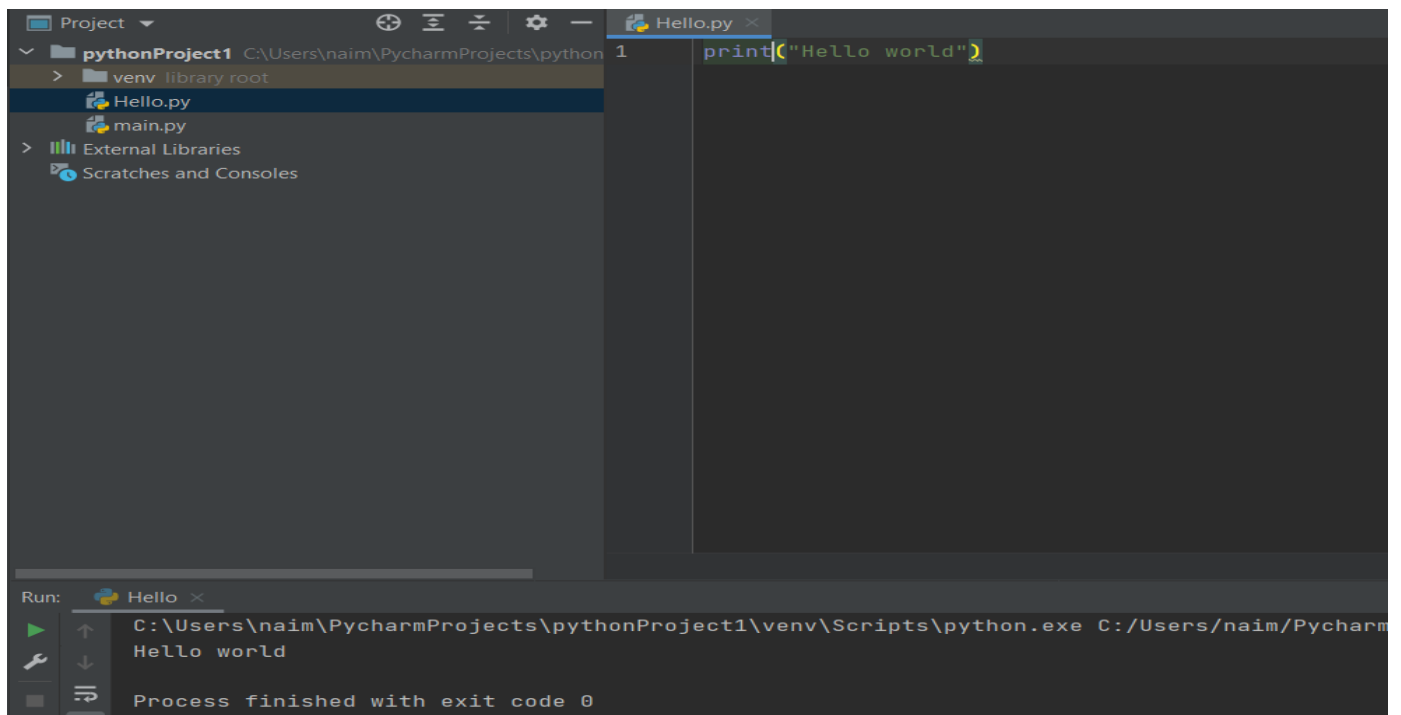 Project
pythonProject1 C:\Users\naim\PycharmProjects\python
venv library root
Hello.py
main.py
External Libraries
Scratches and Consoles
Hello.py
1 print("Hello world")
Run: Hello
C:\Users\naim\PycharmProjects\pythonProject1\venv\Scripts\python.exe C:/Users/naim/Pycharm
Hello world
Process finished with exit code 0